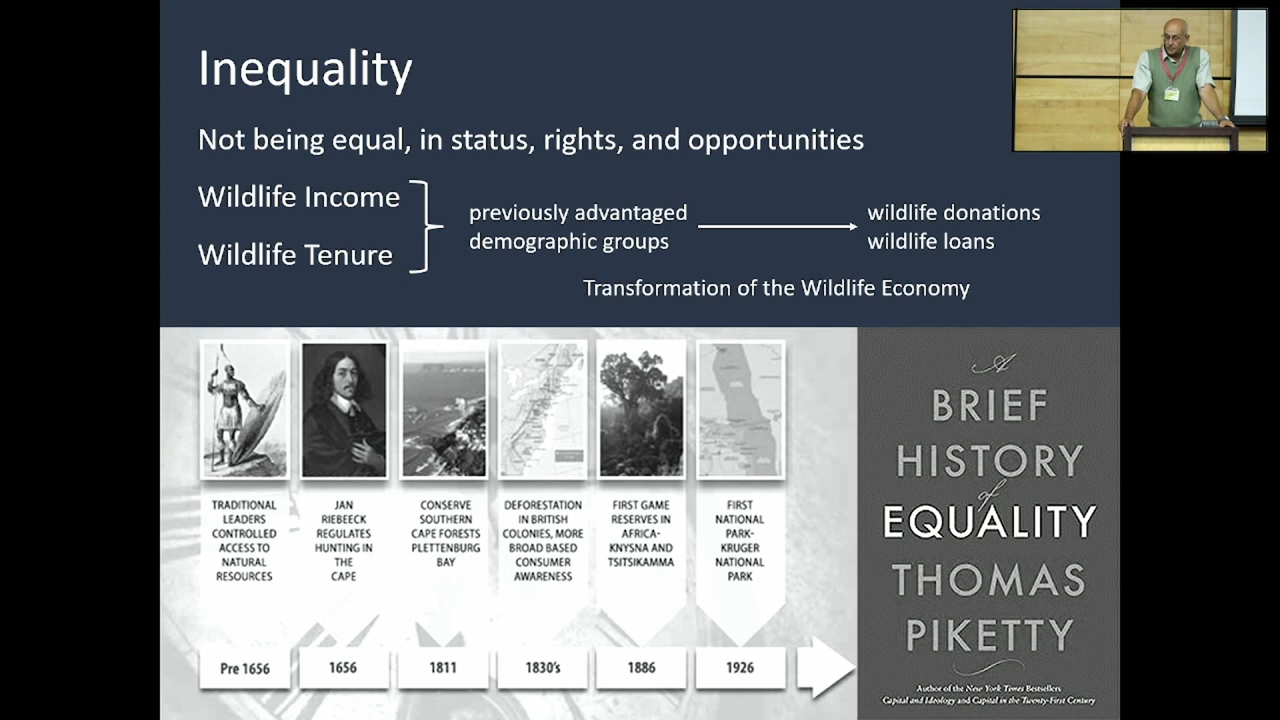 Inequality
Not being equal, in status, rights, and opportunities
Wildlife Income
Wildlife Tenure
previously advantaged
demographic groups
wildlife donations
wildlife loans
Transformation of the Wildlife Economy
TRADITIONAL
LEADERS
CONTROLLED
ACCESS TO
NATURAL
RESOURCES
JAN
RIEBEECK
REGULATES
HUNTING IN
THE
CAPE
CONSERVE
SOUTHERN
CAPE FORESTS
PLETTENBURG
BAY
DEFORESTATION
IN BRITISH
COLONIES, MORE
BROAD BASED
CONSUMER
AWARENESS
FIRST GAME
RESERVES IN
AFRICA-
KNYSNA AND
TSITSIKAMMA
FIRST
NATIONAL
PARK-
KRUGER
NATIONAL
PARK
Pre 1656
1656
1811
1830's
1886
1926
A
BRIEF
HISTORY
of
EQUALITY
THOMAS
PIKETTY
Author of the New York Times Bestsellers
Capital and Ideology and Capital in the Twenty-First Century